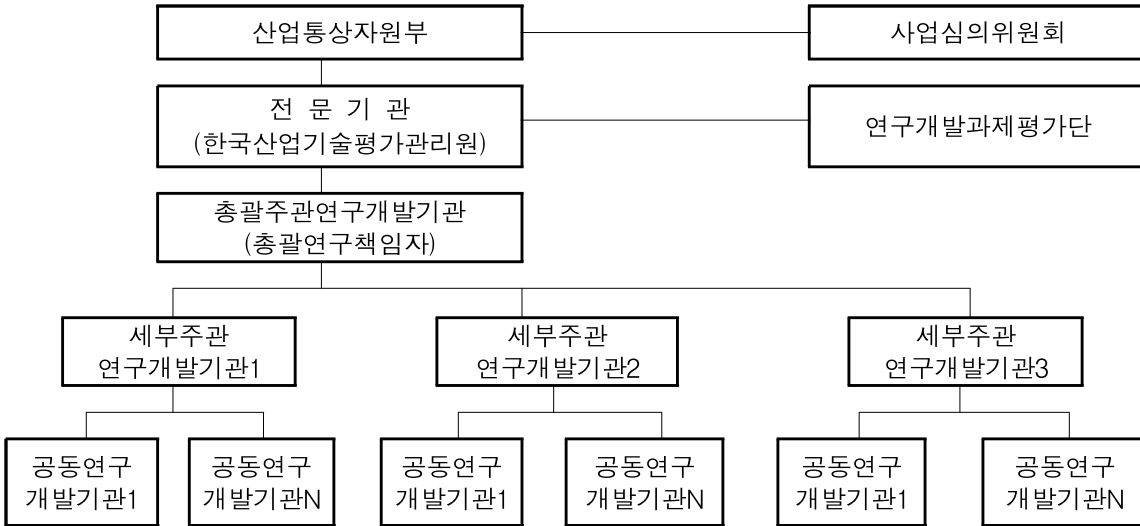 산업통상자원부
사업심의위원회
전 문 기 관
(한국산업기술평가관리원)
연구개발과제평가단
총괄주관연구개발기관
(총괄연구책임자)
세부주관
연구개발기관1
세부주관
연구개발기관2
세부주관
연구개발기관3
공동연구
개발기관1
공동연구
개발기관N
공동연구
개발기관1
공동연구
개발기관N
공동연구
개발기관1
공동연구
개발기관N